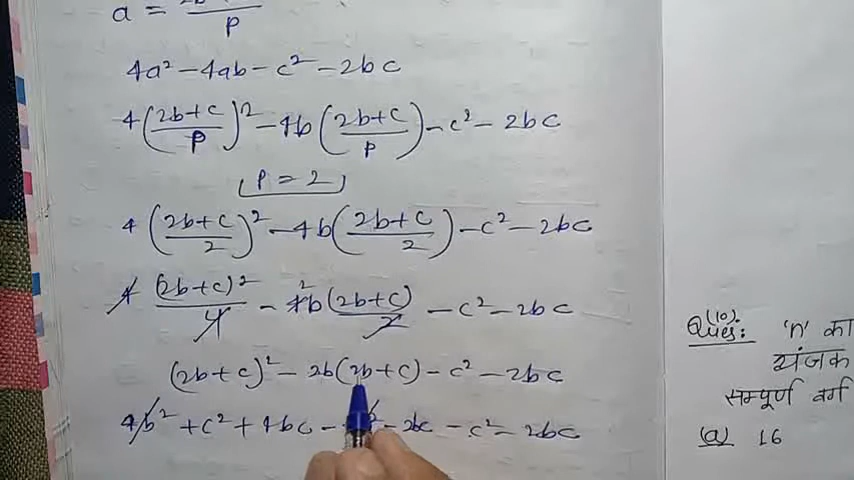 a = 2b+c/p
4a² - 4ab - c² - 2bc
4(2b+c/p)² - 4b(2b+c/p) - c² - 2bc
p = 2
4(2b+c/2)² - 4b(2b+c/2) - c² - 2bc
4 (2b+c)²/4 - 4²b(2b+c)/2 - c² - 2bc
(2b+c)² - 2b(2b+c) - c² - 2bc
4b² + c² + 4bc - - 2bc - c² - 2bc
(10)
Ques: 'n' का
व्यंजक
सम्पूर्ण वर्ग
(a) 16